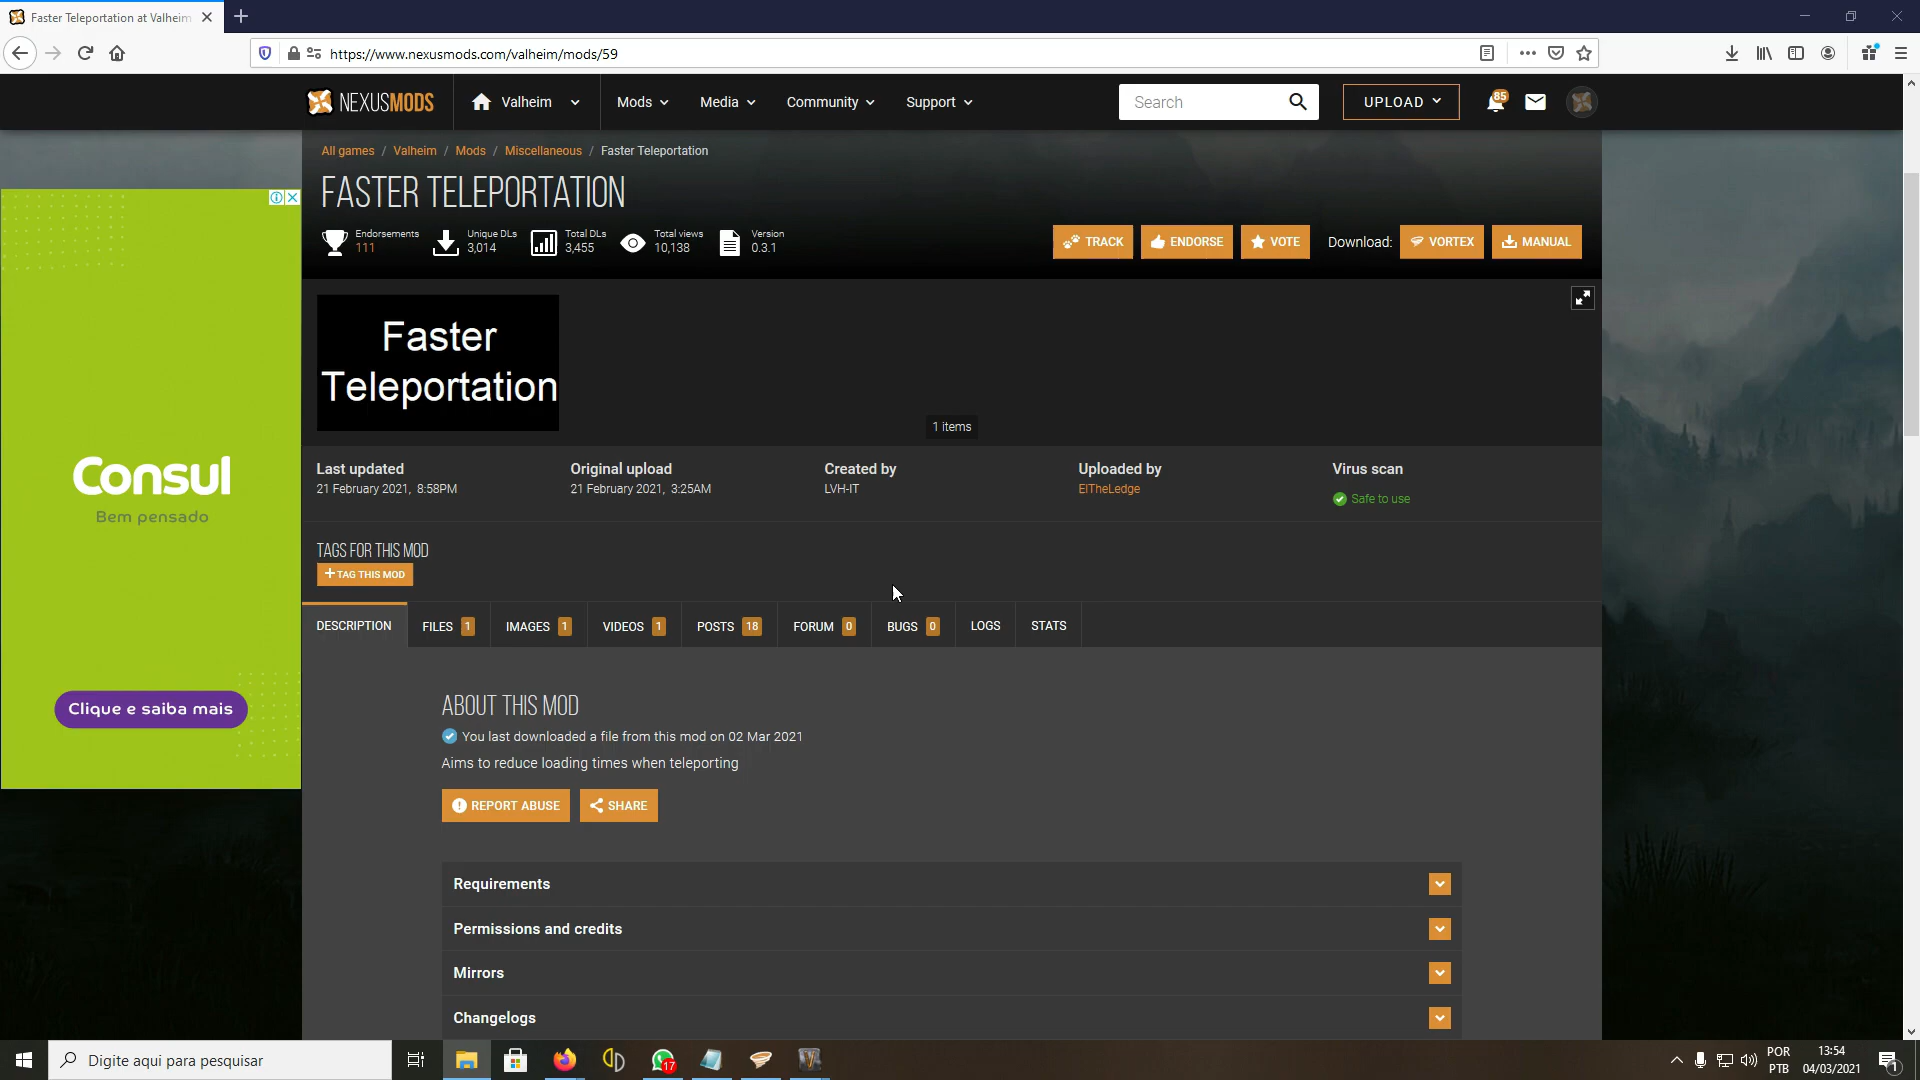 Faster Teleportation at Valheim
https://www.nexusmods.com/valheim/mods/59
NEXUSMODS
Valheim
Mods
Media
Community
Support
Search
UPLOAD
85
All games / Valheim / Mods / Miscellaneous / Faster Teleportation
FASTER TELEPORTATION
Endorsements
111
Unique DLs
3,014
Total DLs
3,455
Total views
10,138
Version
0.3.1
TRACK
ENDORSE
VOTE
Download:
VORTEX
MANUAL
Faster
Teleportation
1 items
Consul
Bem pensado
Clique e saiba mais
Last updated
21 February 2021, 8:58PM
Original upload
21 February 2021, 3:25AM
Created by
LVH-IT
Uploaded by
ElTheLedge
Virus scan
Safe to use
TAGS FOR THIS MOD
+ TAG THIS MOD
DESCRIPTION
FILES 1
IMAGES 1
VIDEOS 1
POSTS 18
FORUM 0
BUGS 0
LOGS
STATS
ABOUT THIS MOD
You last downloaded a file from this mod on 02 Mar 2021
Aims to reduce loading times when teleporting
REPORT ABUSE
SHARE
Requirements
Permissions and credits
Mirrors
Changelogs
Digite aqui para pesquisar
17
POR
PTB
13:54
04/03/2021
1